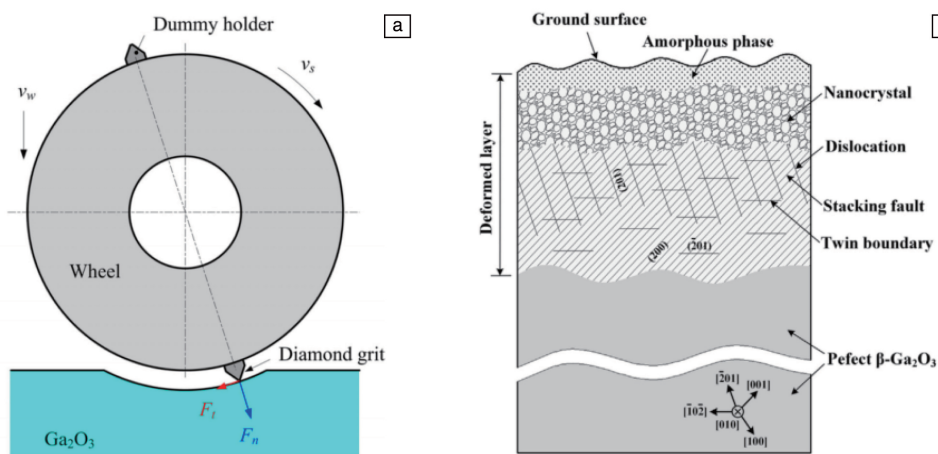 Dummy holder
a
v_s
v_w
Wheel
Diamond grit
F_t
F_n
Ga₂O₃
Ground surface
Amorphous phase
Nanocrystal
Dislocation
Deformed layer
(201)
Stacking fault
Twin boundary
(200)
(2̄01)
Pefect β-Ga₂O₃
[2̄01]
[001]
[1̄02̄]
[010]
[100]